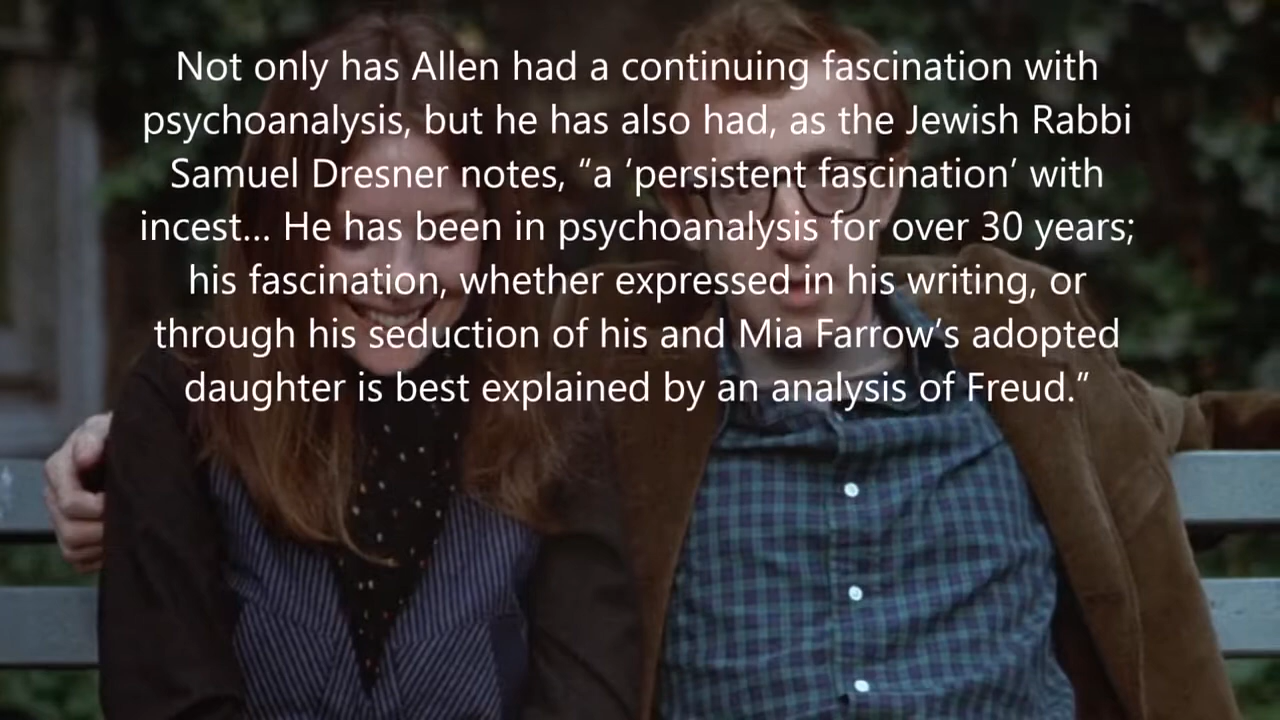 Not only has Allen had a continuing fascination with
psychoanalysis, but he has also had, as the Jewish Rabbi
Samuel Dresner notes, “a ‘persistent fascination’ with
incest... He has been in psychoanalysis for over 30 years;
his fascination, whether expressed in his writing, or
through his seduction of his and Mia Farrow’s adopted
daughter is best explained by an analysis of Freud.”